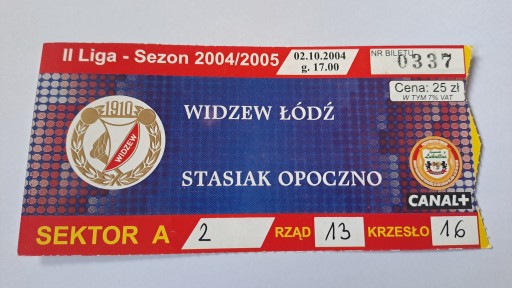 II Liga - Sezon 2004/2005
02.10.2004
g. 17.00
NR BILETU
0337
Cena: 25 zł
W TYM 7% VAT
1910
WIDZEW
WIDZEW ŁÓDŹ
STASIAK OPOCZNO
CANAL+
SEKTOR A 2 RZĄD 13 KRZESŁO 16